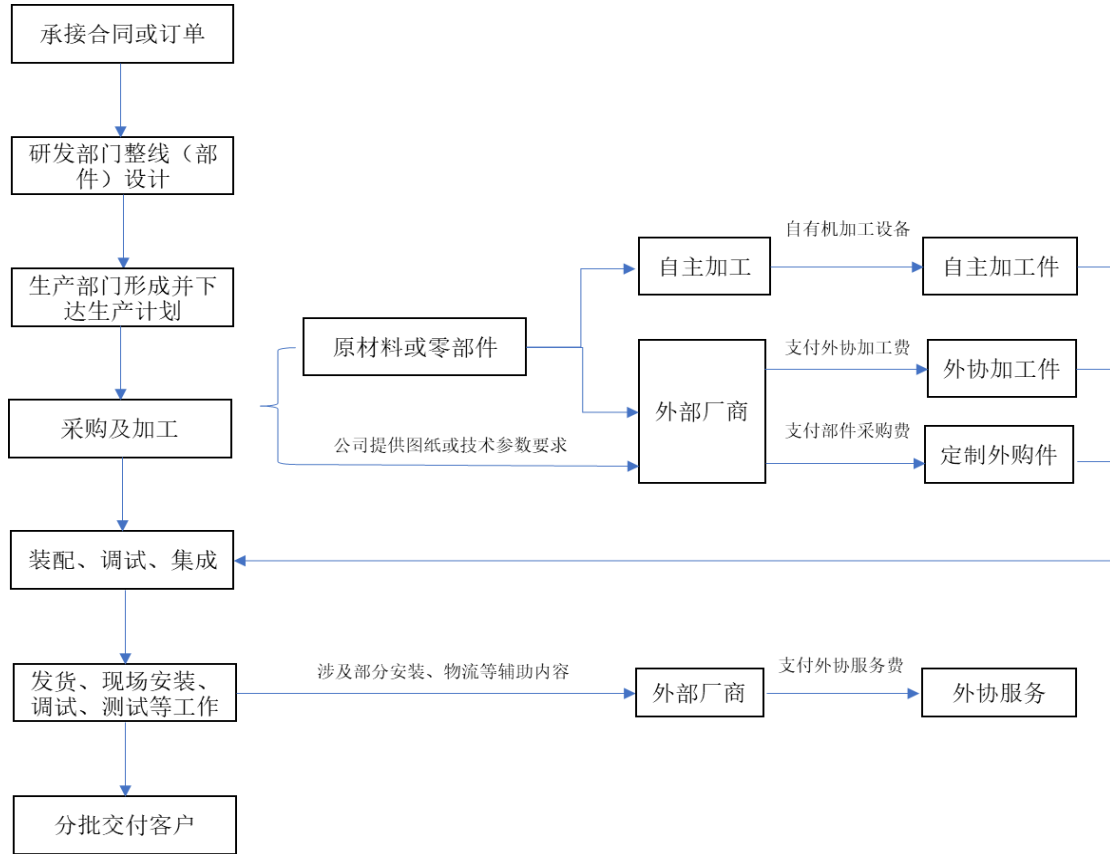 承接合同或订单
研发部门整线（部
件）设计
生产部门形成并下
达生产计划
采购及加工
原材料或零部件
公司提供图纸或技术参数要求
自主加工
自有机加工设备
自主加工件
外部厂商
支付外协加工费
外协加工件
支付部件采购费
定制外购件
装配、调试、集成
发货、现场安装、
调试、测试等工作
涉及部分安装、物流等辅助内容
外部厂商
支付外协服务费
外协服务
分批交付客户